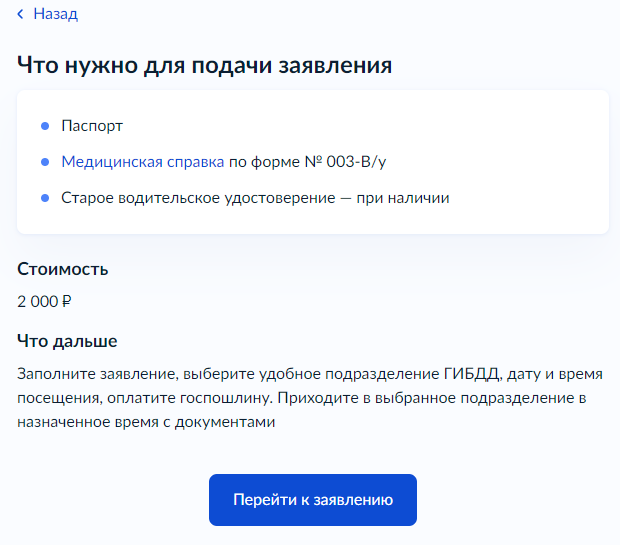 Назад
Что нужно для подачи заявления
Паспорт
Медицинская справка по форме № 003-В/у
Старое водительское удостоверение — при наличии
Стоимость
2 000 ₽
Что дальше
Заполните заявление, выберите удобное подразделение ГИБДД, дату и время
посещения, оплатите госпошлину. Приходите в выбранное подразделение в
назначенное время с документами
Перейти к заявлению